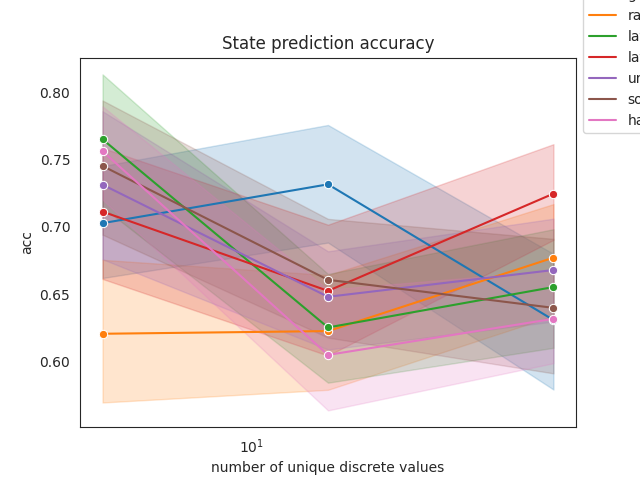 State prediction accuracy
ra
la
la
ur
so
ha
0.80
0.75
0.70
0.65
0.60
acc
10¹
number of unique discrete values